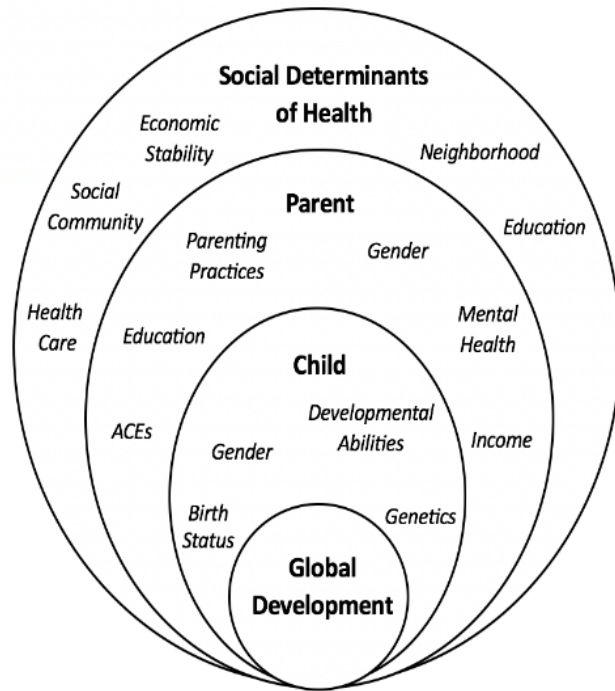 Social Determinants
of Health
Economic
Stability
Neighborhood
Social
Community
Education
Health
Care
Parent
Parenting
Practices
Gender
Education
Mental
Health
ACEs
Income
Child
Developmental
Abilities
Gender
Birth
Status
Genetics
Global
Development